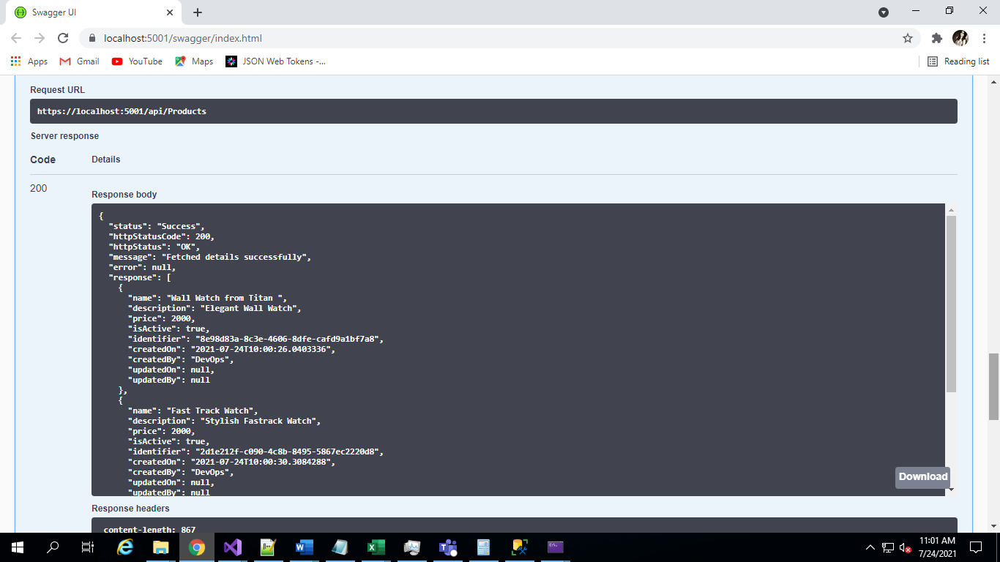 Swagger UI
localhost:5001/swagger/index.html
Apps Gmail YouTube Maps JSON Web Tokens -... Reading list
Request URL
https://localhost:5001/api/Products
Server response
Code Details
200
Response body
{
"status": "Success",
"httpStatusCode": 200,
"httpStatus": "OK",
"message": "Fetched details successfully",
"error": null,
"response": [
{
"name": "Wall Watch from Titan ",
"description": "Elegant Wall Watch",
"price": 2000,
"isActive": true,
"identifier": "8e98d83a-8c3e-4606-8dfe-cafd9a1bf7a8",
"createdOn": "2021-07-24T10:00:26.0403336",
"createdBy": "DevOps",
"updatedOn": null,
"updatedBy": null
},
{
"name": "Fast Track Watch",
"description": "Stylish Fastrack Watch",
"price": 2000,
"isActive": true,
"identifier": "2d1e212f-c090-4c8b-8495-5867ec2220d8",
"createdOn": "2021-07-24T10:00:30.3084288",
"createdBy": "DevOps",
"updatedOn": null,
"updatedBy": null
Download
Response headers
content-length: 867
11:01 AM
7/24/2021